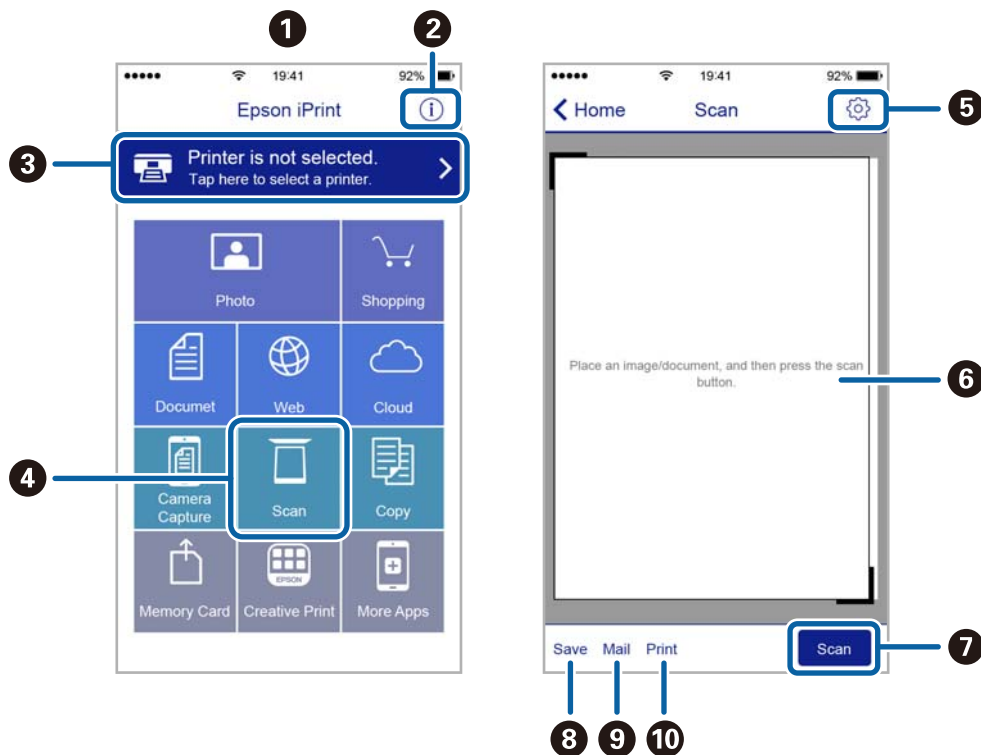 1
2
19:41
92%
Epson iPrint
i
3
Printer is not selected.
Tap here to select a printer.
Photo
Shopping
Documet
Web
Cloud
4
Camera
Capture
Scan
Copy
EPSON
Memory Card
Creative Print
More Apps
19:41
92%
Home
Scan
5
Place an image/document, and then press the scan
button.
6
Save
Mail
Print
Scan
7
8
9
10